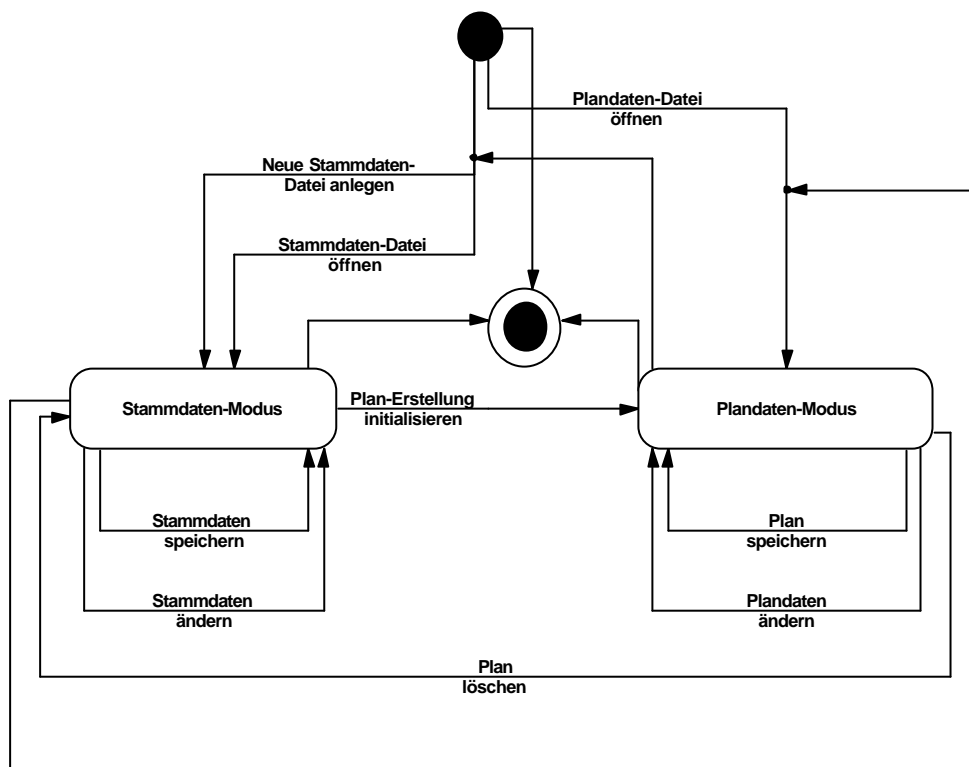 Plandaten-Datei
öffnen
Neue Stammdaten-
Datei anlegen
Stammdaten-Datei
öffnen
Stammdaten-Modus
Plan-Erstellung
initialisieren
Plandaten-Modus
Stammdaten
speichern
Plan
speichern
Stammdaten
ändern
Plandaten
ändern
Plan
löschen